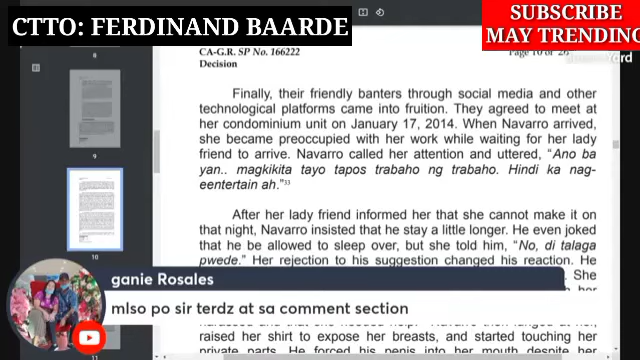 CTTO: FERDINAND BAARDE
SUBSCRIBE
MAY TRENDING
CA-G.R. SP No. 166222
Decision
Page 10 of 26
8
9
10
11
Finally, their friendly banters through social media and other
technological platforms came into fruition. They agreed to meet at
her condominium unit on January 17, 2014. When Navarro arrived,
she became preoccupied with her work while waiting for her lady
friend to arrive. Navarro called her attention and uttered, "Ano ba
yan.. magkikita tayo tapos trabaho ng trabaho. Hindi ka nag-
eentertain ah."33
After her lady friend informed her that she cannot make it on
that night, Navarro insisted that he stay a little longer. He even joked
that he be allowed to sleep over, but she told him, "No, di talaga
pwede." Her rejection to his suggestion changed his reaction. He
She
her
ganie Rosales
mlso po sir terdz at sa comment section
raised her shirt to expose her breasts, and started touching her
private parts. He forced his penis into her mouth despite her